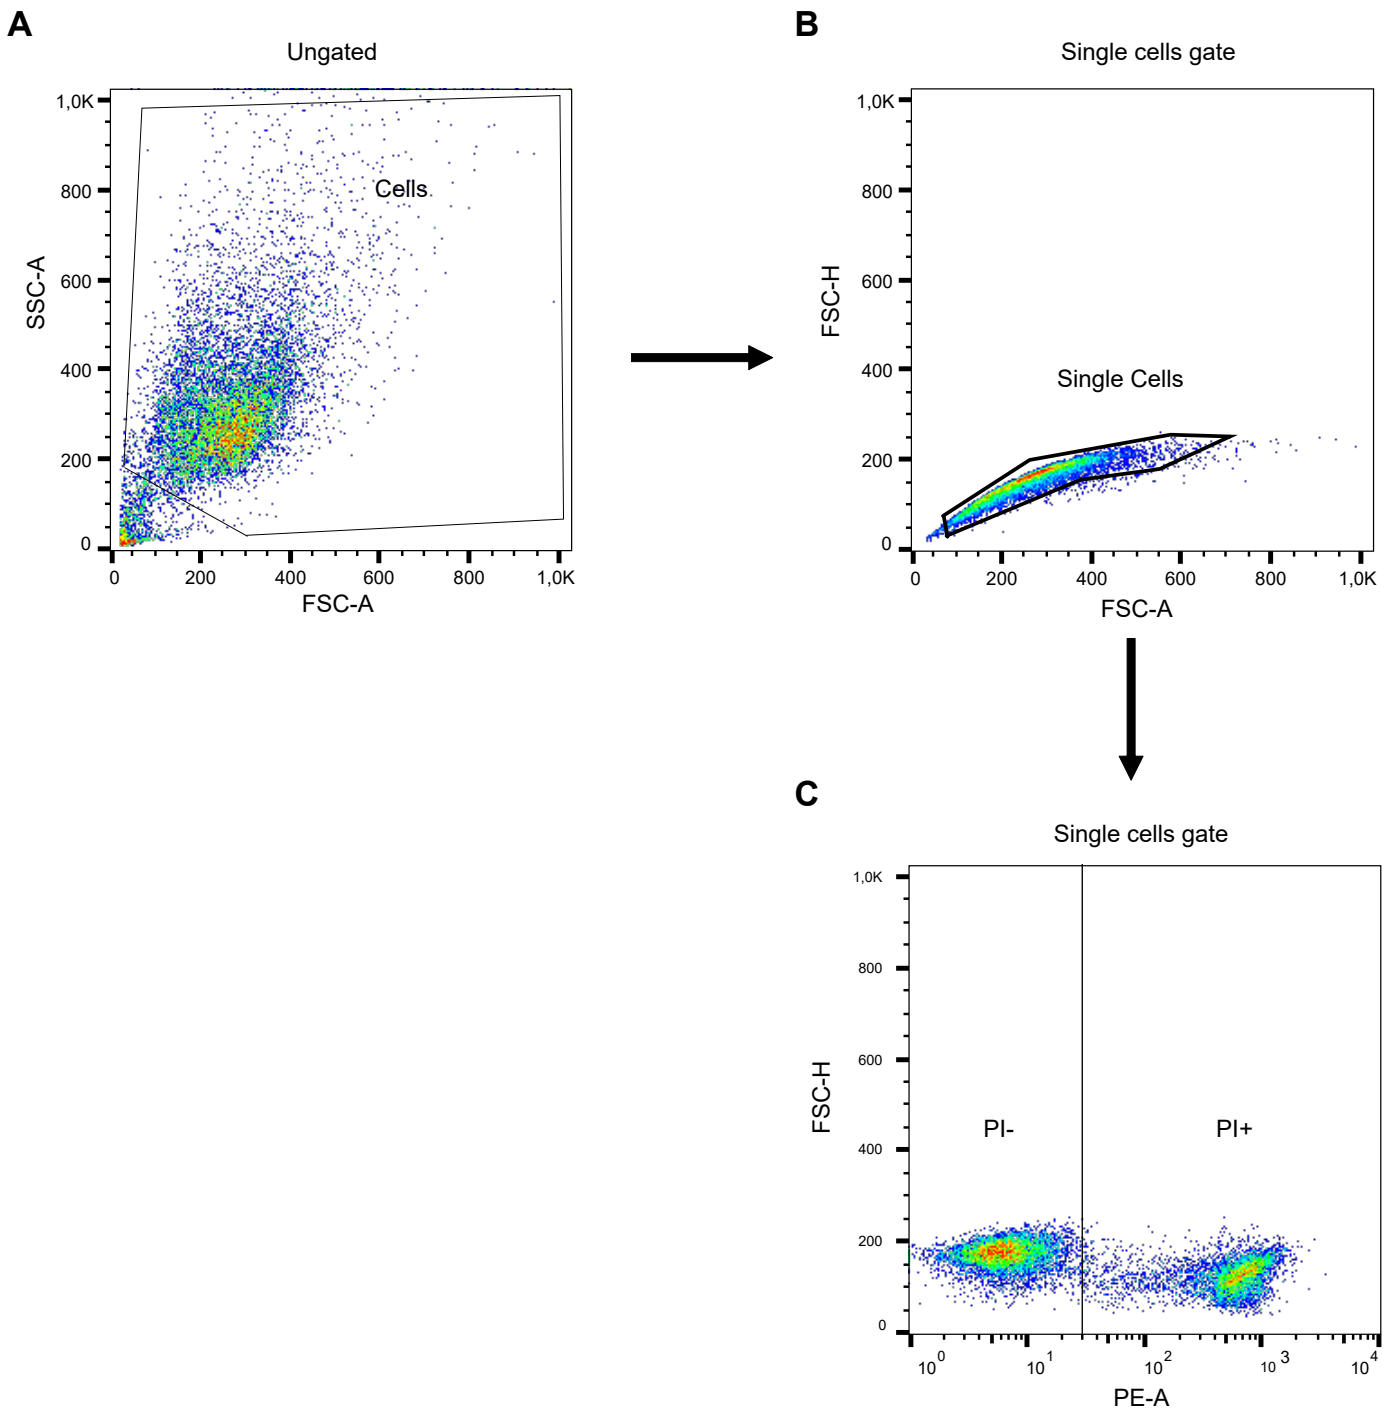 A
Ungated
1,0K
800
600
400
200
0
SSC-A
Cells
0 200 400 600 800 1,0K
FSC-A
B
Single cells gate
1,0K
800
600
400
200
0
FSC-H
Single Cells
0 200 400 600 800 1,0K
FSC-A
C
Single cells gate
1,0K
800
600
400
200
0
FSC-H
PI- PI+
10^0 10^1 10^2 10^3 10^4
PE-A